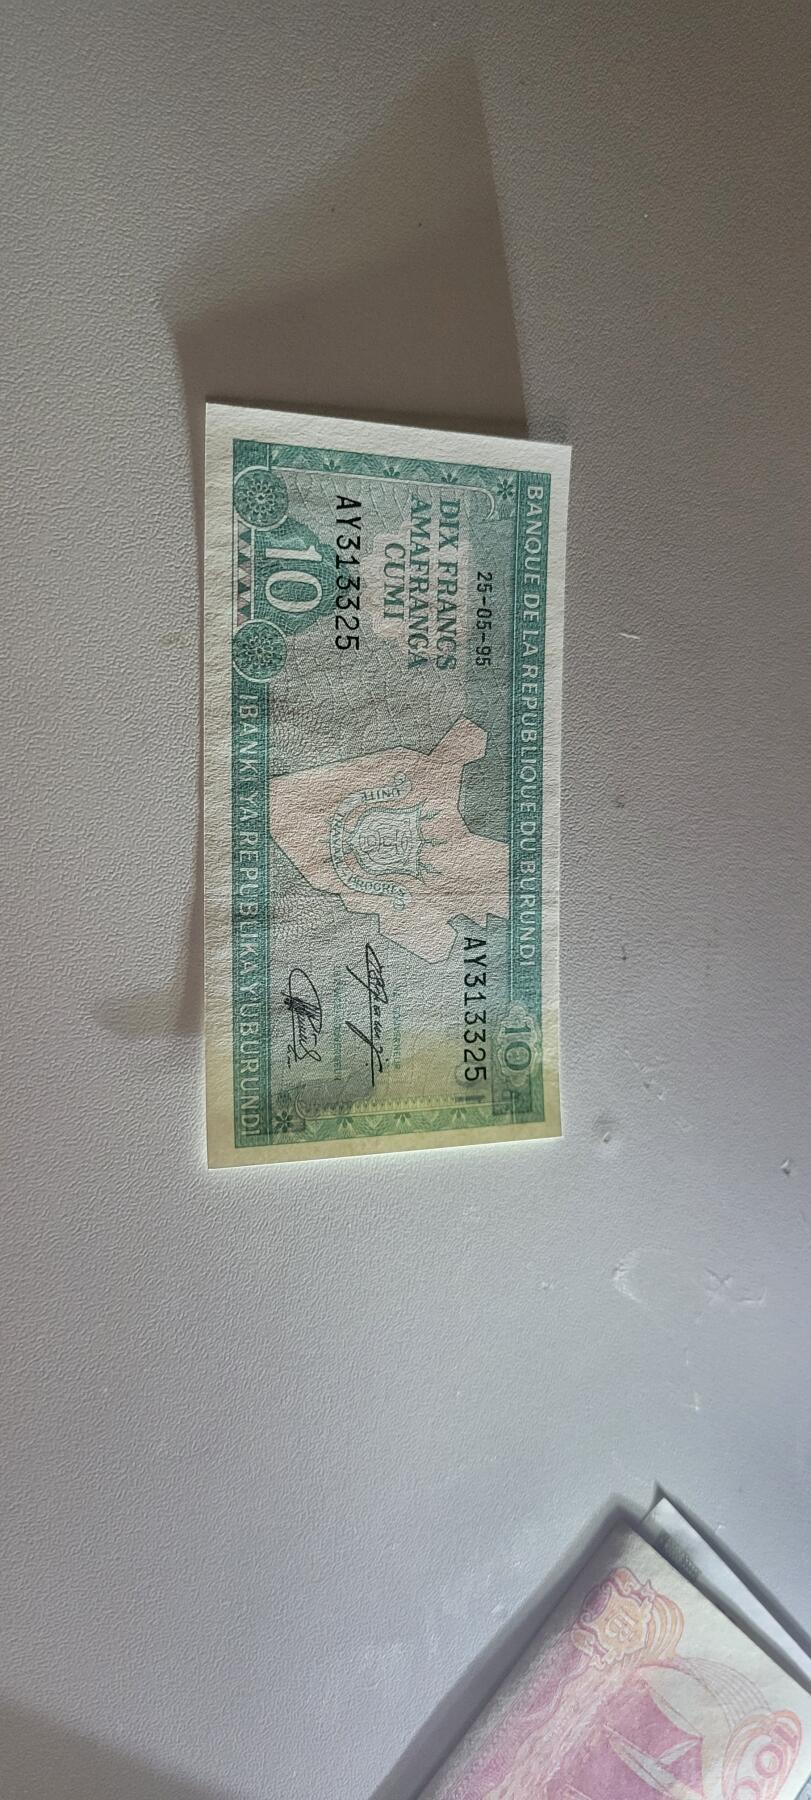 BANQUE DE LA REPUBLIQUE DU BURUNDI
10
25-05-95
AY313325
DIX FRANCS
AMAFRANGA
CUMI
AY313325
UNITE TRAVAIL PROGRES
10
IBANKI YA REPUBLIKA Y'UBURUNDI